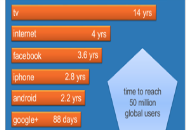 tv 14 yrs
internet 4 yrs
facebook 3.6 yrs
iphone 2.8 yrs
android 2.2 yrs
google+ 88 days
time to reach
50 million
global users